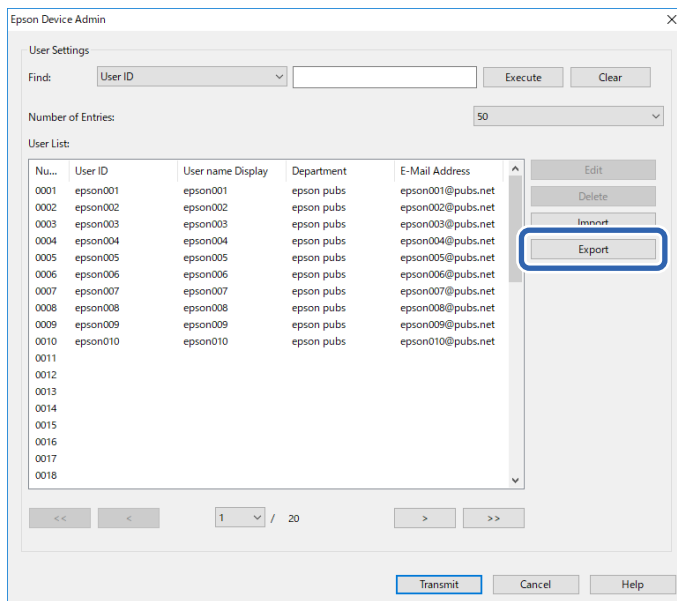 Epson Device Admin
User Settings
Find: User ID Execute Clear
Number of Entries: 50
User List:
Nu... User ID User name Display Department E-Mail Address
0001 epson001 epson001 epson pubs epson001@pubs.net
0002 epson002 epson002 epson pubs epson002@pubs.net
0003 epson003 epson003 epson pubs epson003@pubs.net
0004 epson004 epson004 epson pubs epson004@pubs.net
0005 epson005 epson005 epson pubs epson005@pubs.net
0006 epson006 epson006 epson pubs epson006@pubs.net
0007 epson007 epson007 epson pubs epson007@pubs.net
0008 epson008 epson008 epson pubs epson008@pubs.net
0009 epson009 epson009 epson pubs epson009@pubs.net
0010 epson010 epson010 epson pubs epson010@pubs.net
0011
0012
0013
0014
0015
0016
0017
0018
Edit
Delete
Import
Export
<< < 1 / 20 > >>
Transmit Cancel Help